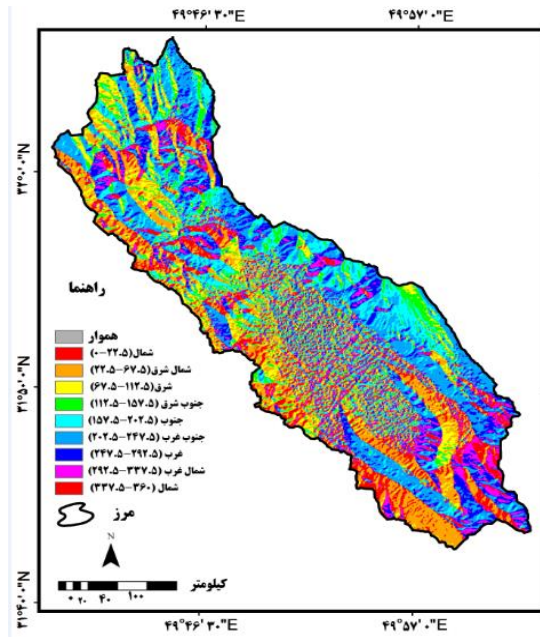 ۴۹°۴۶'۳۰"E ۴۹°۵۷'۰"E
۳۲°۰'۰"N
۳۱°۵۰'۰"N
۳۱°۴۰'۰"N
راهنما
هموار
شمال(۰-۲۲.۵)
شمال شرق(۲۲.۵-۶۷.۵)
شرق(۶۷.۵-۱۱۲.۵)
جنوب شرق(۱۱۲.۵-۱۵۷.۵)
جنوب(۱۵۷.۵-۲۰۲.۵)
جنوب غرب(۲۰۲.۵-۲۴۷.۵)
غرب(۲۴۷.۵-۲۹۲.۵)
شمال غرب(۲۹۲.۵-۳۳۷.۵)
شمال(۳۳۷.۵-۳۶۰)
مرز
N
کیلومتر
۰ ۲۰ ۴۰ ۱۰۰
۴۹°۴۶'۳۰"E ۴۹°۵۷'۰"E